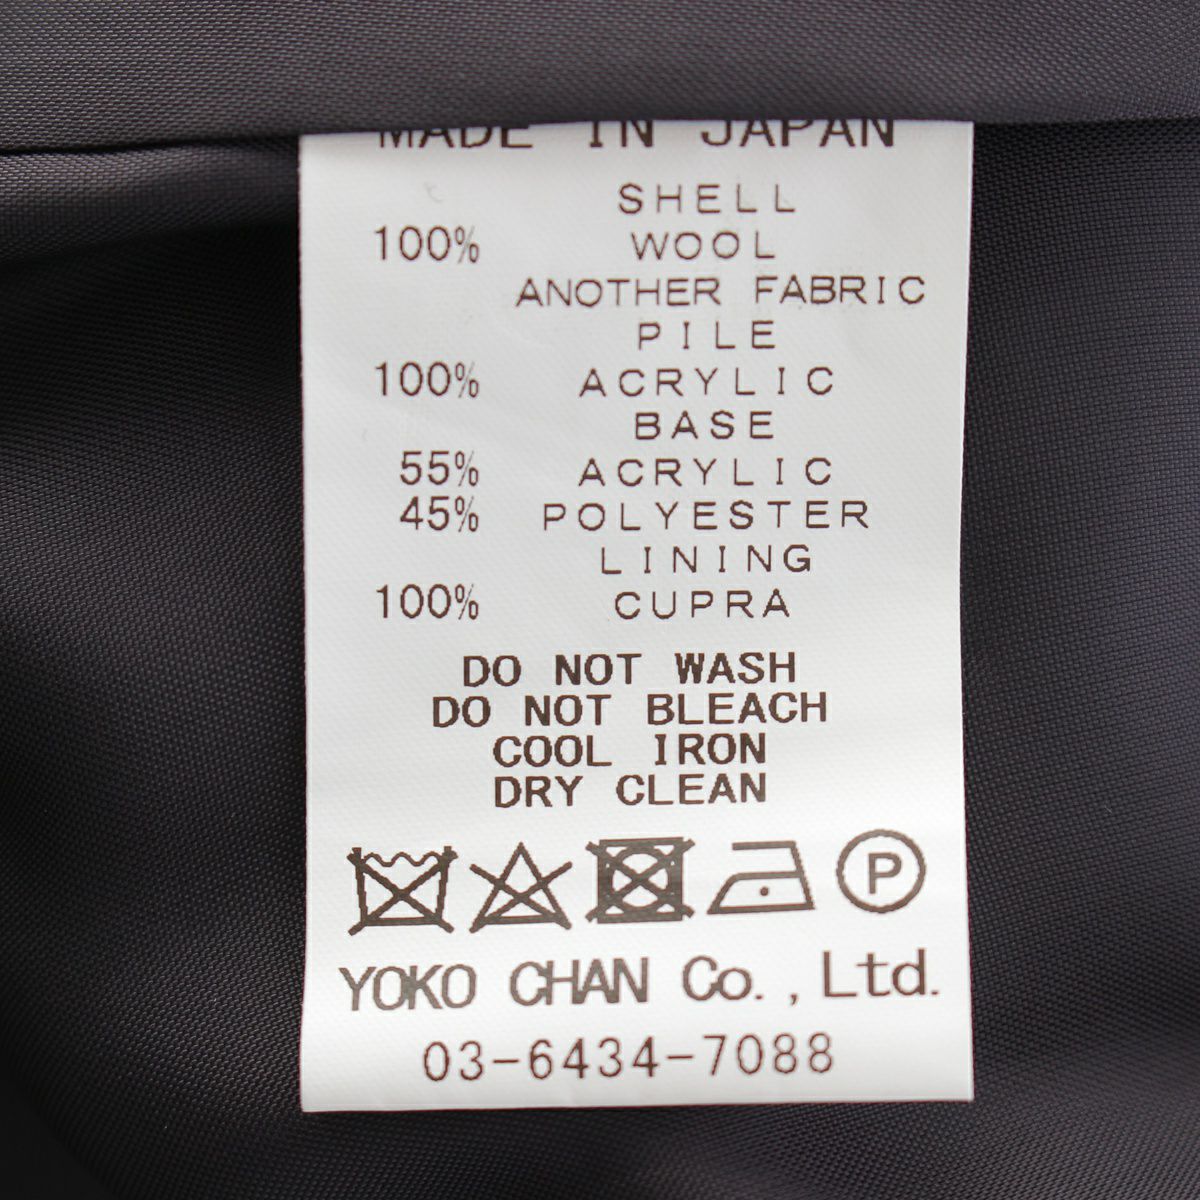 MADE IN JAPAN
SHELL
100% WOOL
ANOTHER FABRIC
PILE
100% ACRYLIC
BASE
55% ACRYLIC
45% POLYESTER
LINING
100% CUPRA
DO NOT WASH
DO NOT BLEACH
COOL IRON
DRY CLEAN
P
YOKO CHAN Co., Ltd.
03-6434-7088